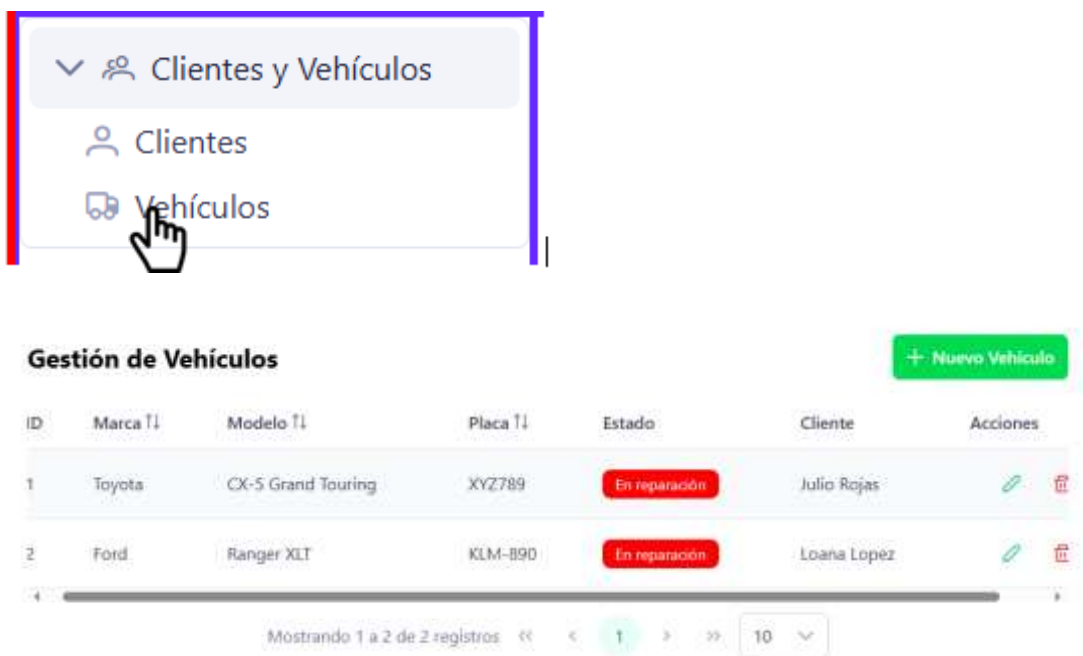 Clientes y Vehículos
Clientes
Vehículos
Gestión de Vehículos
+ Nuevo Vehículo
ID Marca Modelo Placa Estado Cliente Acciones
1 Toyota CX-5 Grand Touring XYZ789 En reparación Julio Rojas
2 Ford Ranger XLT KLM-890 En reparación Loana Lopez
Mostrando 1 a 2 de 2 registros « < 1 > » 10